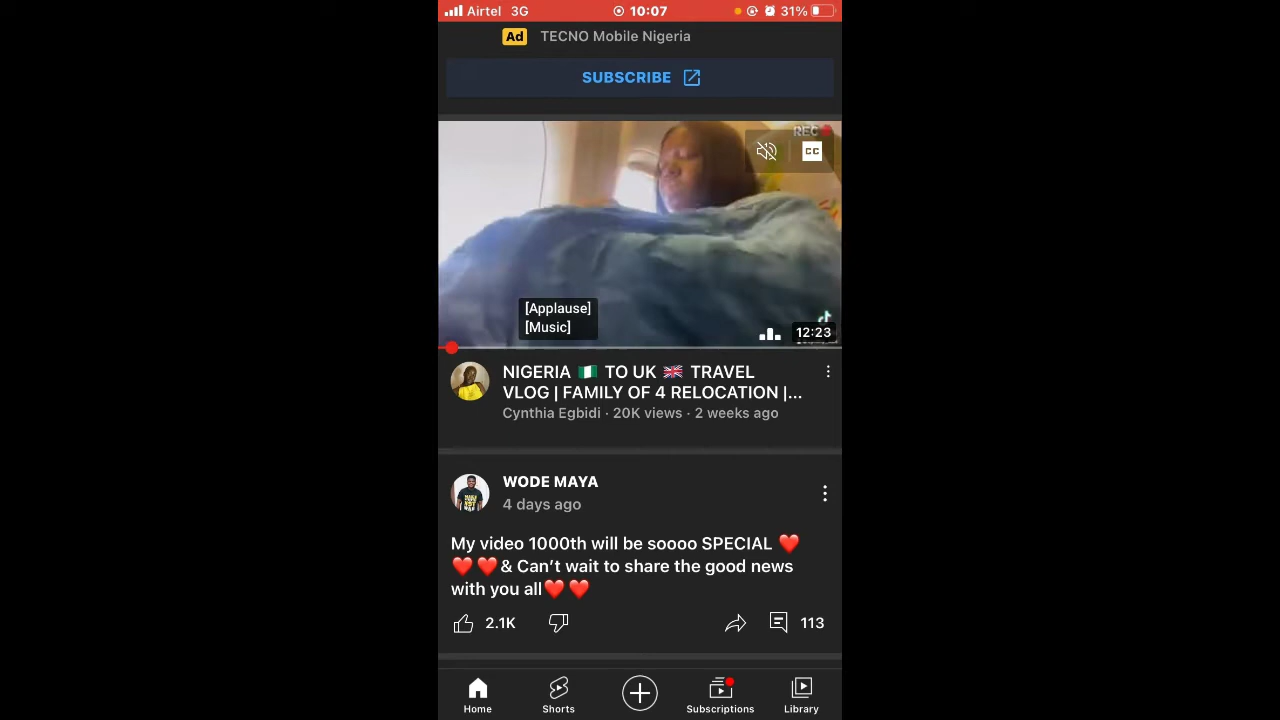 Airtel 3G 10:07 31%
Ad TECNO Mobile Nigeria
SUBSCRIBE
REC
CC
[Applause]
[Music]
12:23
NIGERIA 🇳🇬 TO UK 🇬🇧 TRAVEL
VLOG | FAMILY OF 4 RELOCATION |...
Cynthia Egbidi · 20K views · 2 weeks ago
WODE MAYA
4 days ago
My video 1000th will be soooo SPECIAL ❤️
❤️❤️& Can’t wait to share the good news
with you all❤️❤️
2.1K 113
Home Shorts Subscriptions Library